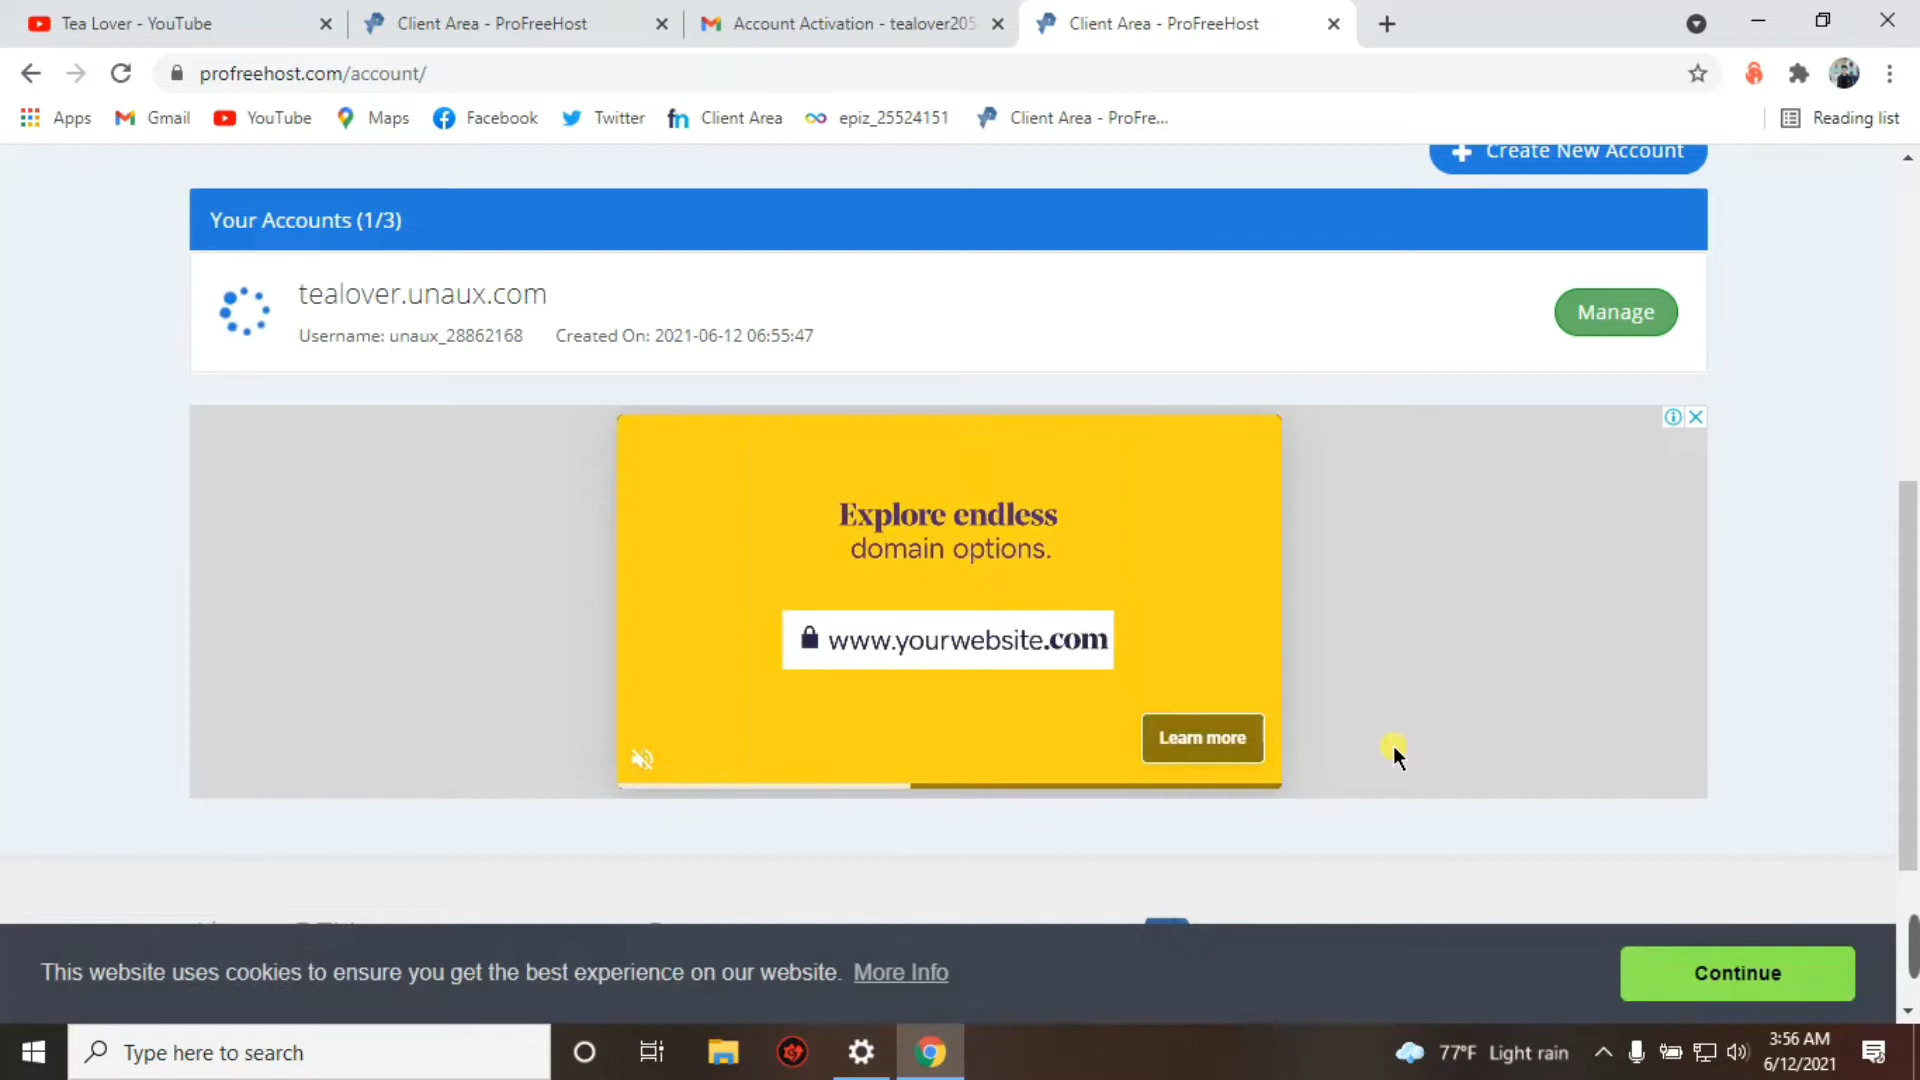 Tea Lover - YouTube
Client Area - ProFreeHost
Account Activation - tealover205
Client Area - ProFreeHost
profreehost.com/account/
Apps
Gmail
YouTube
Maps
Facebook
Twitter
fn Client Area
epiz_25524151
Client Area - ProFre...
Reading list
Create New Account
Your Accounts (1/3)
tealover.unaux.com
Username: unaux_28862168
Created On: 2021-06-12 06:55:47
Manage
Explore endless
domain options.
www.yourwebsite.com
Learn more
This website uses cookies to ensure you get the best experience on our website. More Info
Continue
Type here to search
77°F Light rain
3:56 AM
6/12/2021